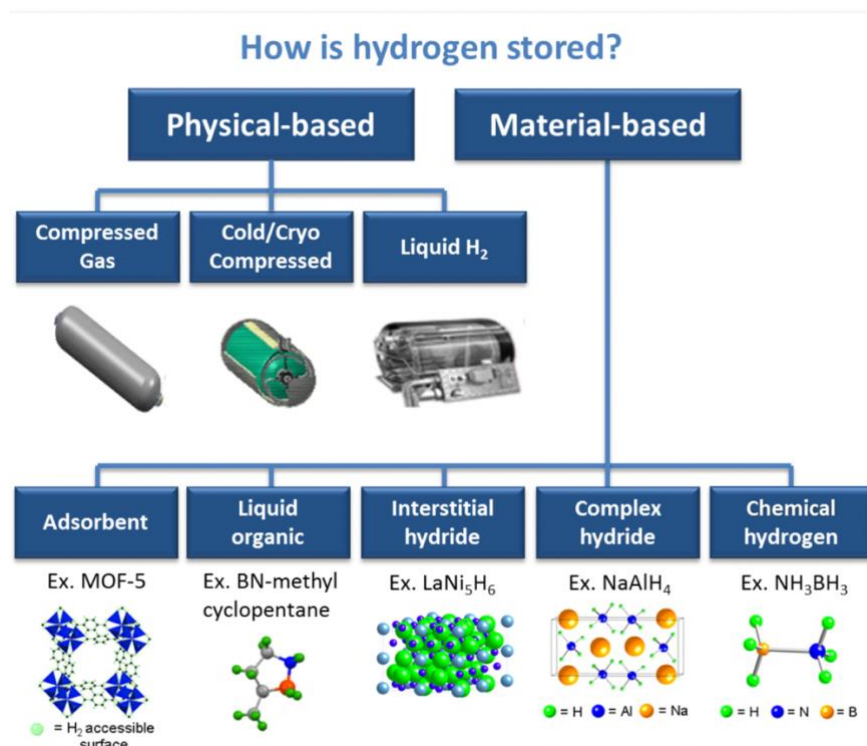 How is hydrogen stored?
Physical-based
Material-based
Compressed
Gas
Cold/Cryo
Compressed
Liquid H₂
Adsorbent
Liquid
organic
Interstitial
hydride
Complex
hydride
Chemical
hydrogen
Ex. MOF-5
Ex. BN-methyl
cyclopentane
Ex. LaNi₅H₆
Ex. NaAlH₄
Ex. NH₃BH₃
= H₂ accessible
surface
= H = Al = Na
= H = N = B